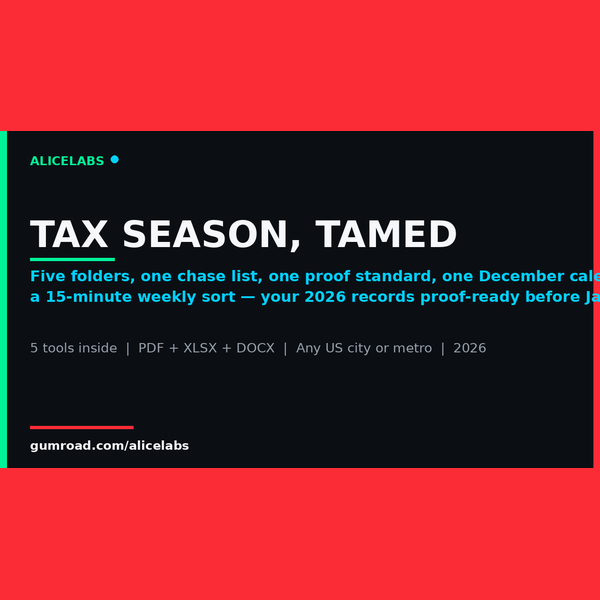 ALICELABS
TAX SEASON, TAMED
Five folders, one chase list, one proof standard, one December
a 15-minute weekly sort — your 2026 records proof-ready before
5 tools inside | PDF + XLSX + DOCX | Any US city or metro | 2026
gumroad.com/alicelabs